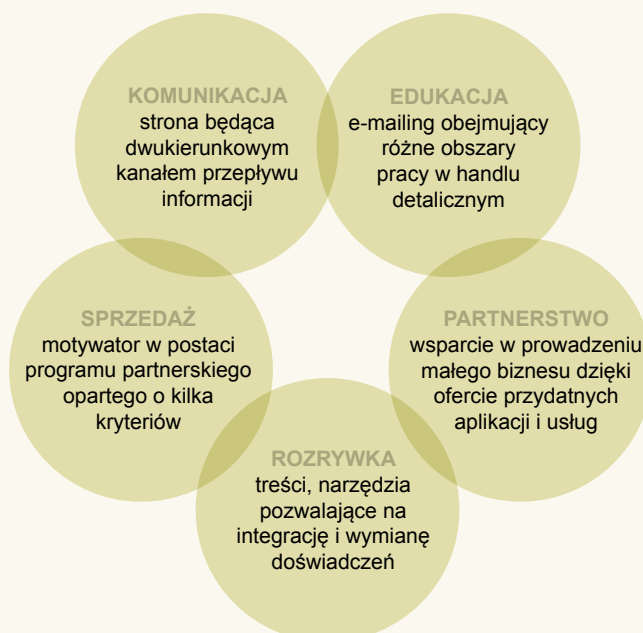 KOMUNIKACJA
strona będąca
dwukierunkowym
kanałem przepływu
informacji
EDUKACJA
e-mailing obejmujący
różne obszary
pracy w handlu
detalicznym
SPRZEDAŻ
motywator w postaci
programu partnerskiego
opartego o kilka
kryteriów
PARTNERSTWO
wsparcie w prowadzeniu
małego biznesu dzięki
ofercie przydatnych
aplikacji i usług
ROZRYWKA
treści, narzędzia
pozwalające na
integrację i wymianę
doświadczeń